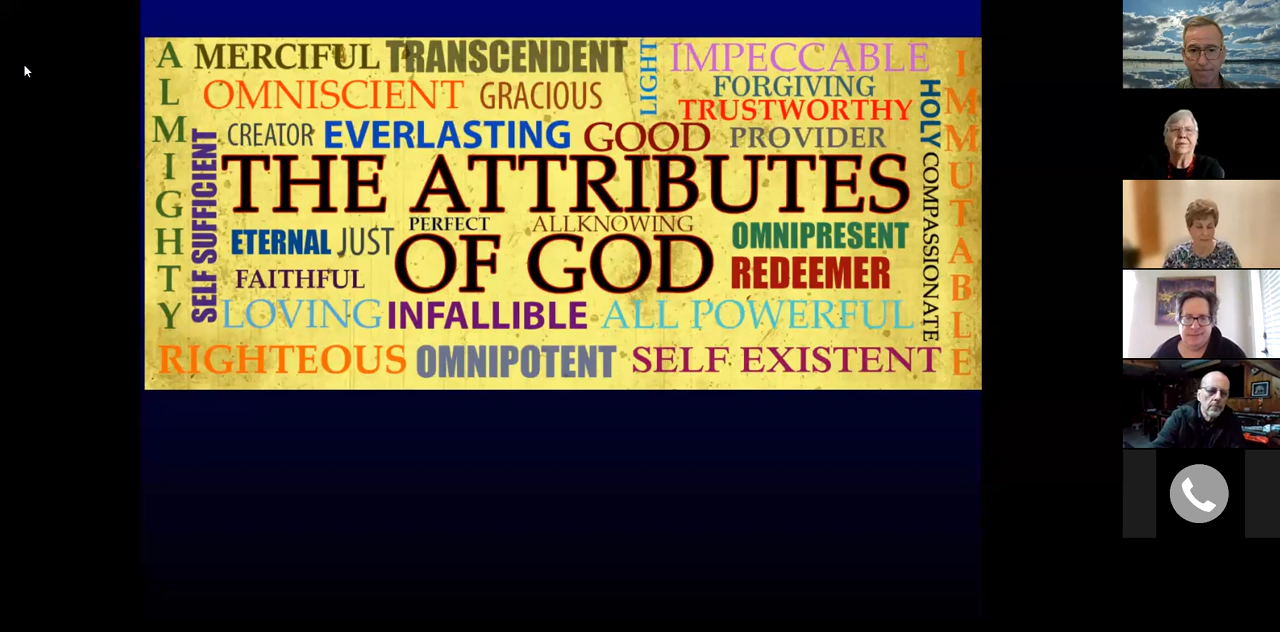 ALMIGHTY
MERCIFUL TRANSCENDENT
LIGHT
IMPECCABLE
IMMUTABLE
OMNISCIENT GRACIOUS
FORGIVING
TRUSTWORTHY
HOLY COMPASSIONATE
SELF SUFFICIENT
CREATOR EVERLASTING GOOD PROVIDER
THE ATTRIBUTES
PERFECT ALLKNOWING
ETERNAL JUST
OF GOD
OMNIPRESENT
FAITHFUL
REDEEMER
LOVING INFALLIBLE ALL POWERFUL
RIGHTEOUS OMNIPOTENT SELF EXISTENT